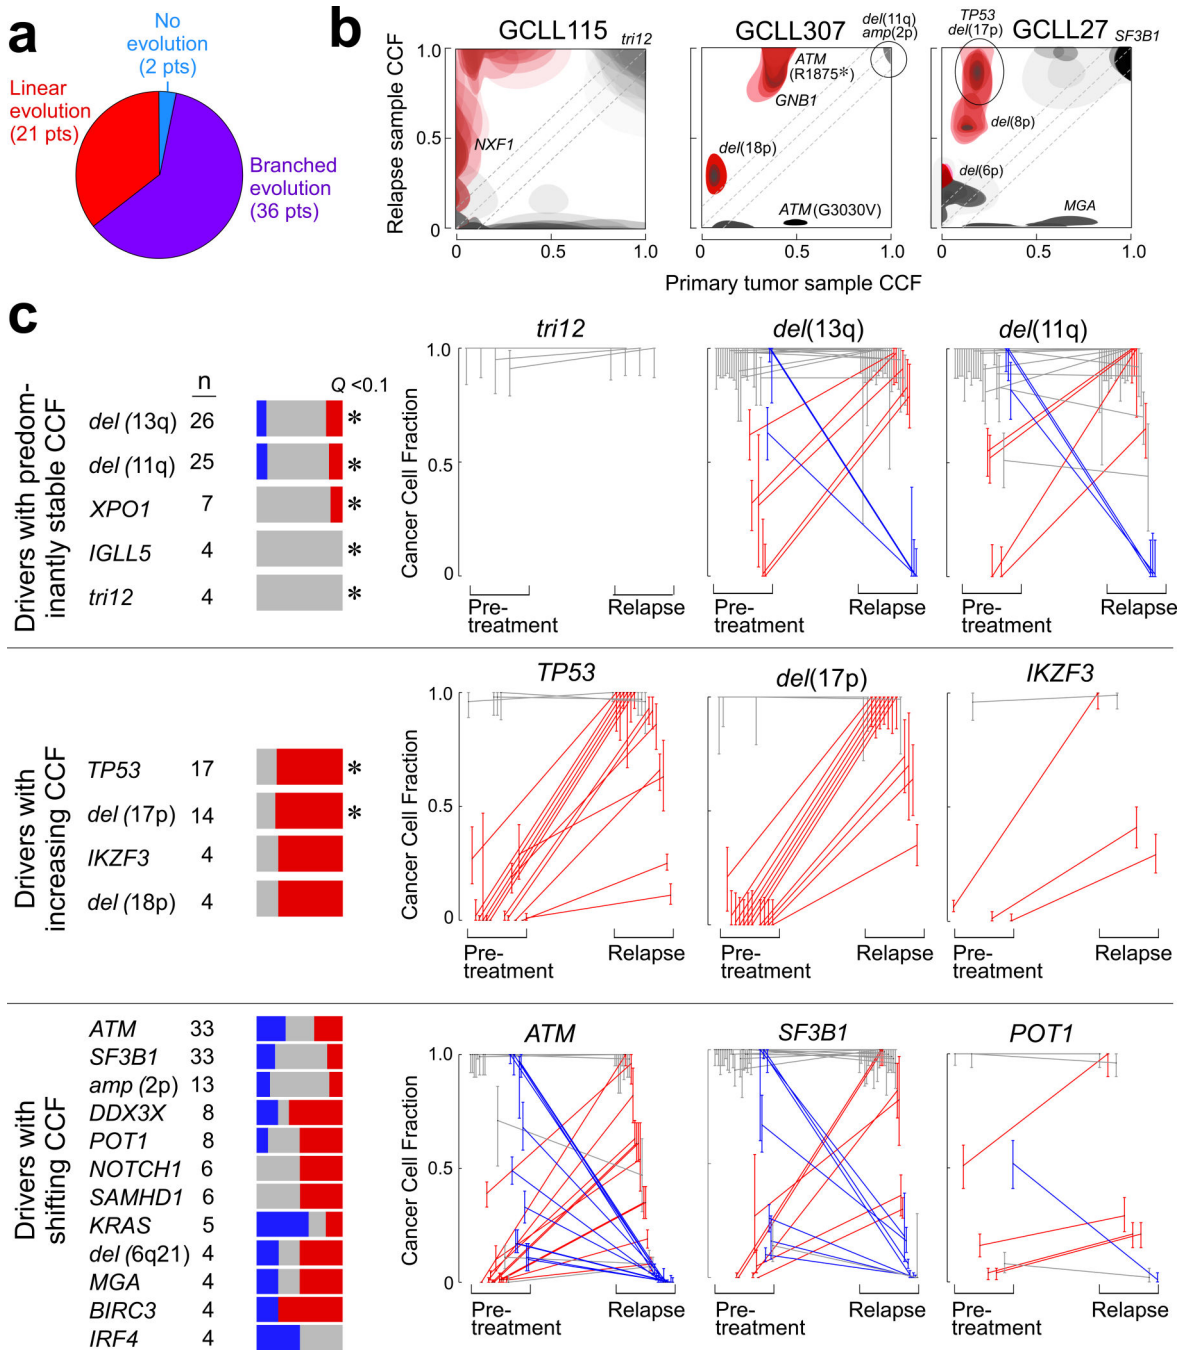 a
No
evolution
(2 pts)
Linear
evolution
(21 pts)
Branched
evolution
(36 pts)
b
GCLL115
GCLL307
GCLL27
Relapse sample CCF
1.0
0.5
0
tri12
NXF1
0
0.5
1.0
del(11q)
amp(2p)
ATM
(R1875*)
GNB1
del(18p)
ATM (G3030V)
0
0.5
1.0
TP53
del(17p)
SF3B1
del(8p)
del(6p)
MGA
0
0.5
1.0
Primary tumor sample CCF
c
Drivers with predom-
inantly stable CCF
n
Q <0.1
del (13q) 26 *
del (11q) 25 *
XPO1 7 *
IGLL5 4 *
tri12 4 *
tri12
del(13q)
del(11q)
Cancer Cell Fraction
1.0
0.5
0
Pre-
treatment
Relapse
Pre-
treatment
Relapse
Pre-
treatment
Relapse
Drivers with
increasing CCF
TP53 17 *
del (17p) 14 *
IKZF3 4
del (18p) 4
TP53
del(17p)
IKZF3
Cancer Cell Fraction
1.0
0.5
0
Pre-
treatment
Relapse
Pre-
treatment
Relapse
Pre-
treatment
Relapse
Drivers with
shifting CCF
ATM 33
SF3B1 33
amp (2p) 13
DDX3X 8
POT1 8
NOTCH1 6
SAMHD1 6
KRAS 5
del (6q21) 4
MGA 4
BIRC3 4
IRF4 4
ATM
SF3B1
POT1
Cancer Cell Fraction
1.0
0.5
0
Pre-
treatment
Relapse
Pre-
treatment
Relapse
Pre-
treatment
Relapse